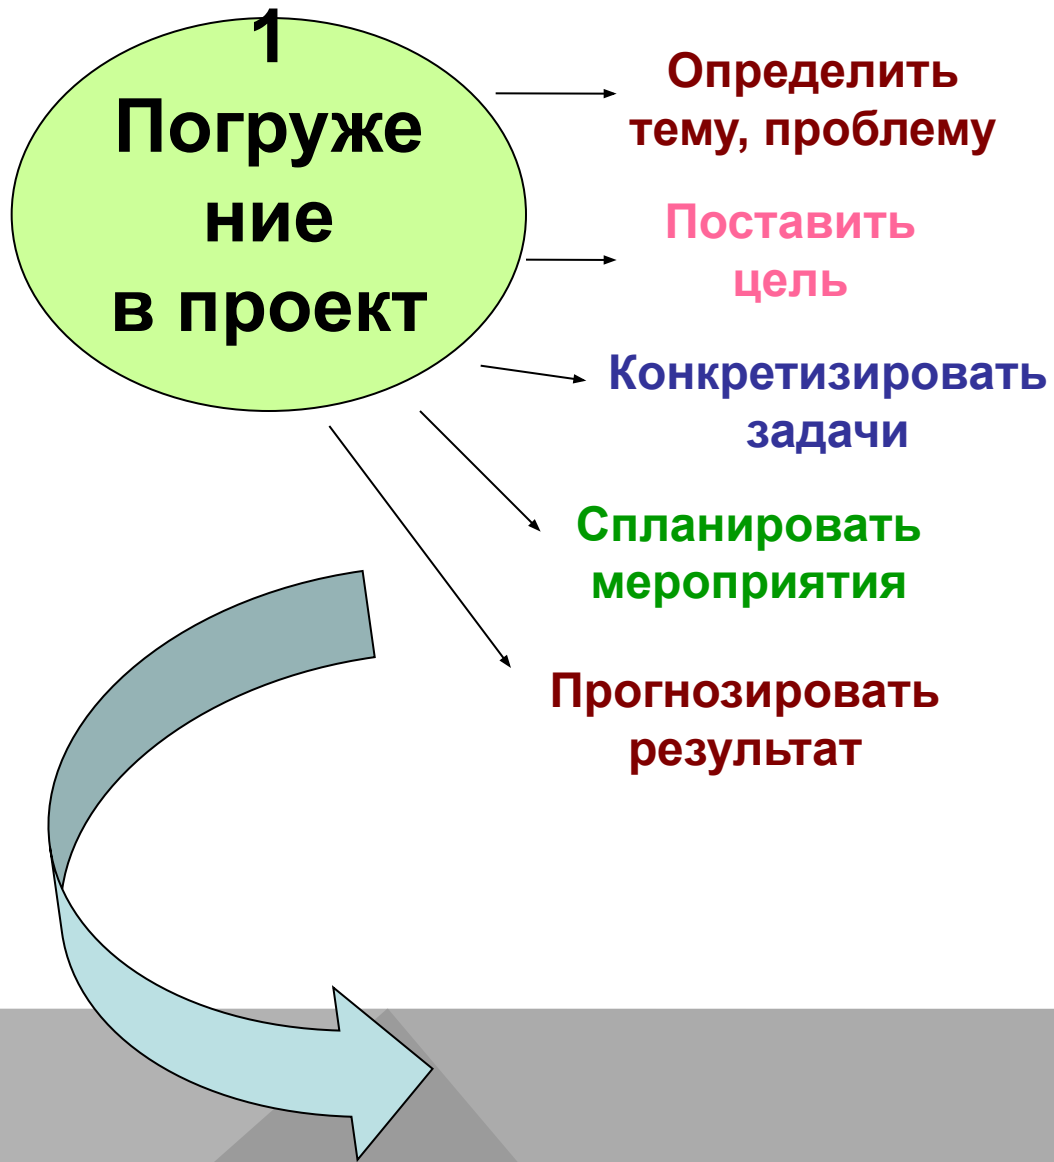 1
Погруже
ние
в проект
Определить
тему, проблему
Поставить
цель
Конкретизировать
задачи
Спланировать
мероприятия
Прогнозировать
результат